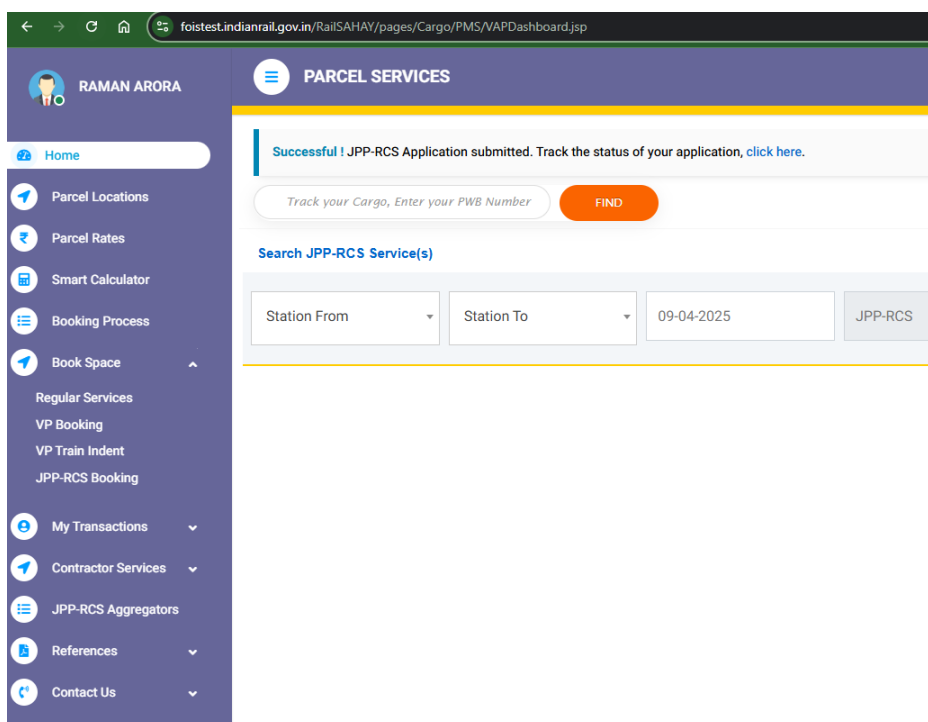 foistest.indianrail.gov.in/RailSAHAY/pages/Cargo/PMS/VAPDashboard.jsp
RAMAN ARORA
PARCEL SERVICES
Home
Parcel Locations
Parcel Rates
Smart Calculator
Booking Process
Book Space
Regular Services
VP Booking
VP Train Indent
JPP-RCS Booking
My Transactions
Contractor Services
JPP-RCS Aggregators
References
Contact Us
Successful ! JPP-RCS Application submitted. Track the status of your application, click here.
Track your Cargo, Enter your PWB Number FIND
Search JPP-RCS Service(s)
Station From Station To 09-04-2025 JPP-RCS